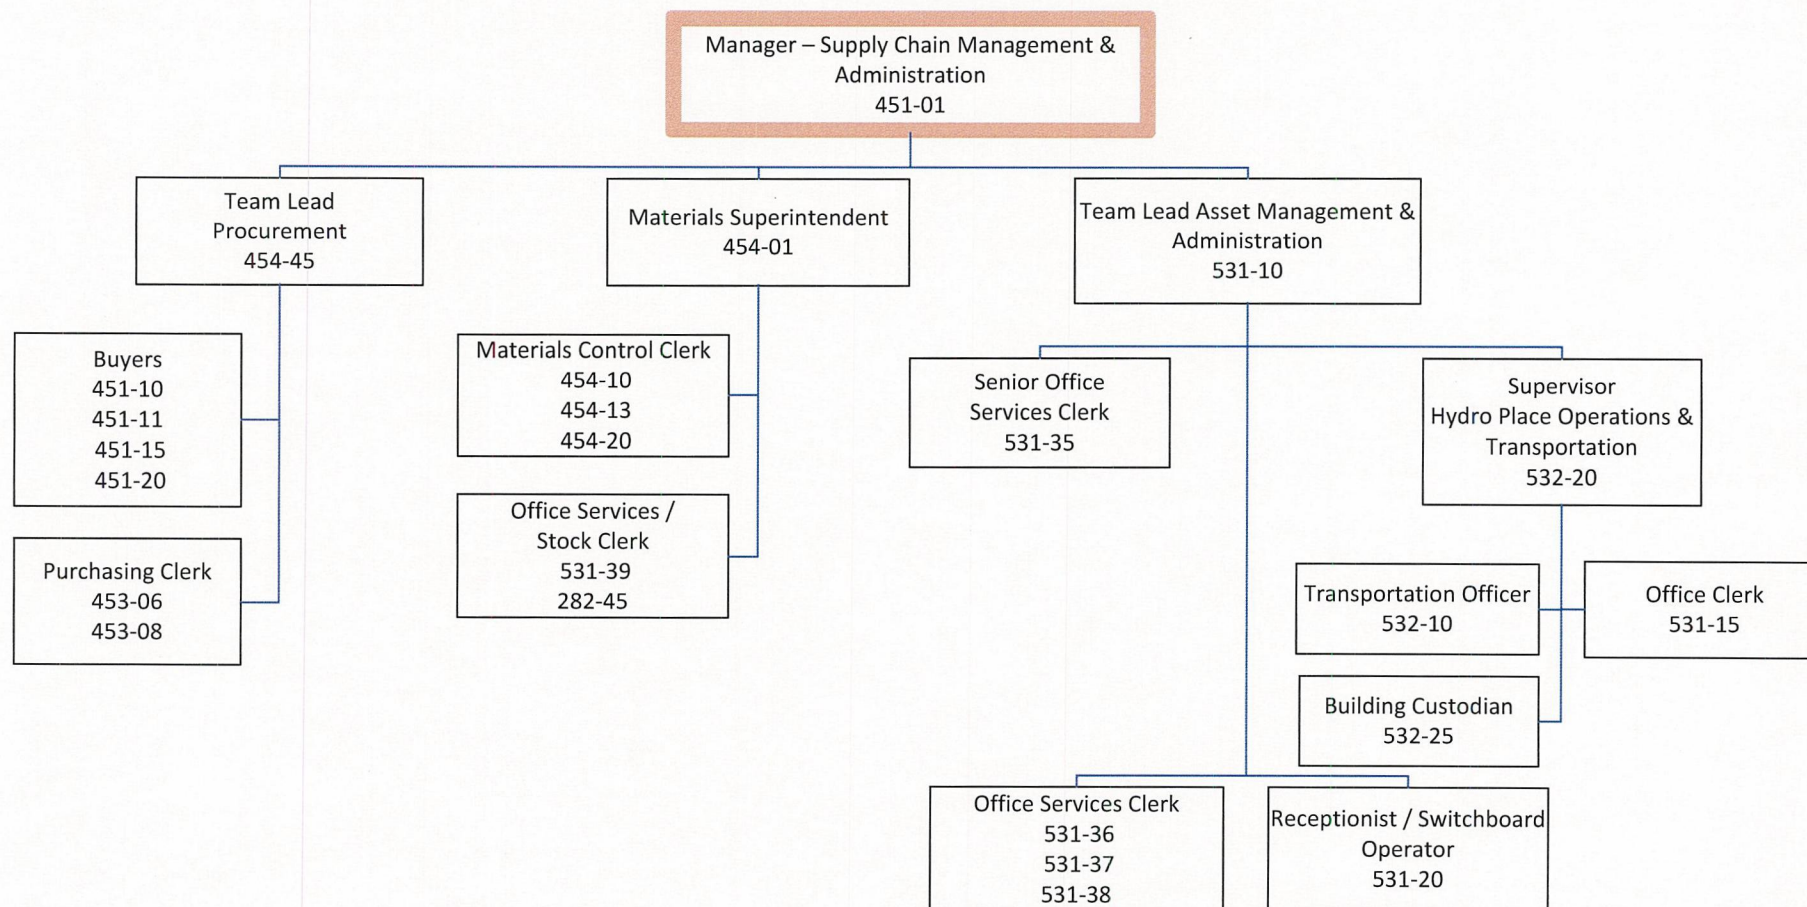 Manager – Supply Chain Management &
Administration
451-01
Team Lead
Procurement
454-45
Materials Superintendent
454-01
Team Lead Asset Management &
Administration
531-10
Buyers
451-10
451-11
451-15
451-20
Purchasing Clerk
453-06
453-08
Materials Control Clerk
454-10
454-13
454-20
Office Services /
Stock Clerk
531-39
282-45
Senior Office
Services Clerk
531-35
Supervisor
Hydro Place Operations &
Transportation
532-20
Transportation Officer
532-10
Office Clerk
531-15
Building Custodian
532-25
Office Services Clerk
531-36
531-37
531-38
Receptionist / Switchboard
Operator
531-20